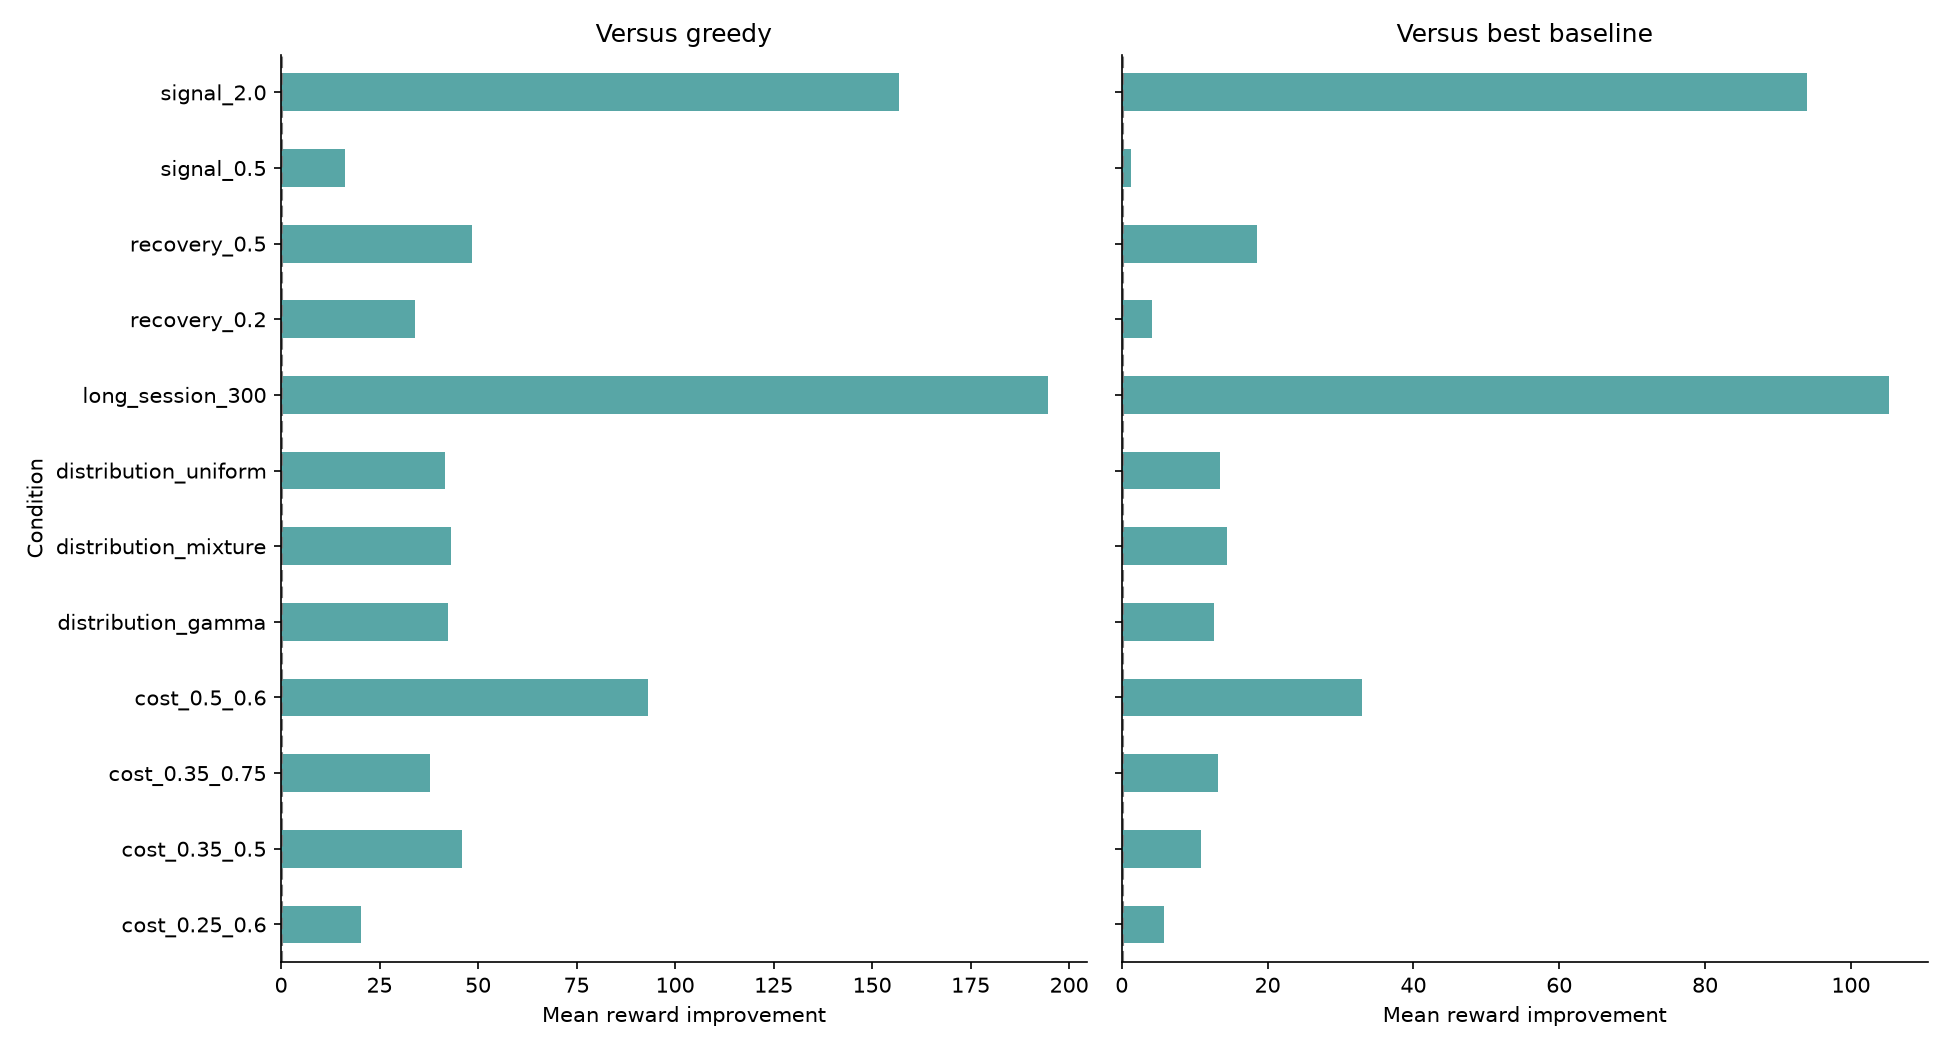 Versus greedy
Versus best baseline
Condition
signal_2.0
signal_0.5
recovery_0.5
recovery_0.2
long_session_300
distribution_uniform
distribution_mixture
distribution_gamma
cost_0.5_0.6
cost_0.35_0.75
cost_0.35_0.5
cost_0.25_0.6
0 25 50 75 100 125 150 175 200
0 20 40 60 80 100
Mean reward improvement
Mean reward improvement